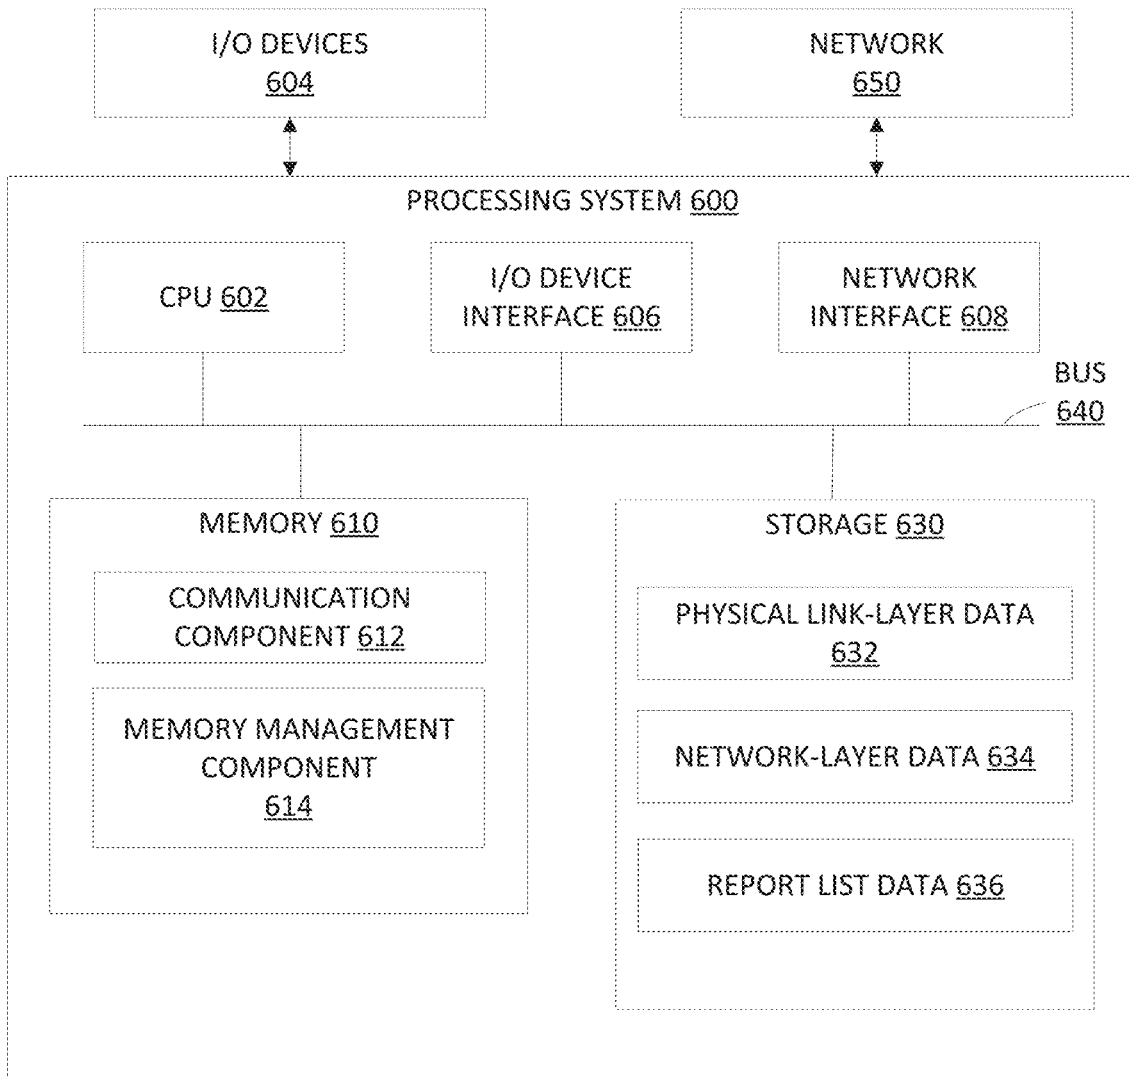 I/O DEVICES
604
NETWORK
650
PROCESSING SYSTEM 600
CPU 602
I/O DEVICE
INTERFACE 606
NETWORK
INTERFACE 608
BUS
640
MEMORY 610
COMMUNICATION
COMPONENT 612
MEMORY MANAGEMENT
COMPONENT
614
STORAGE 630
PHYSICAL LINK-LAYER DATA
632
NETWORK-LAYER DATA 634
REPORT LIST DATA 636